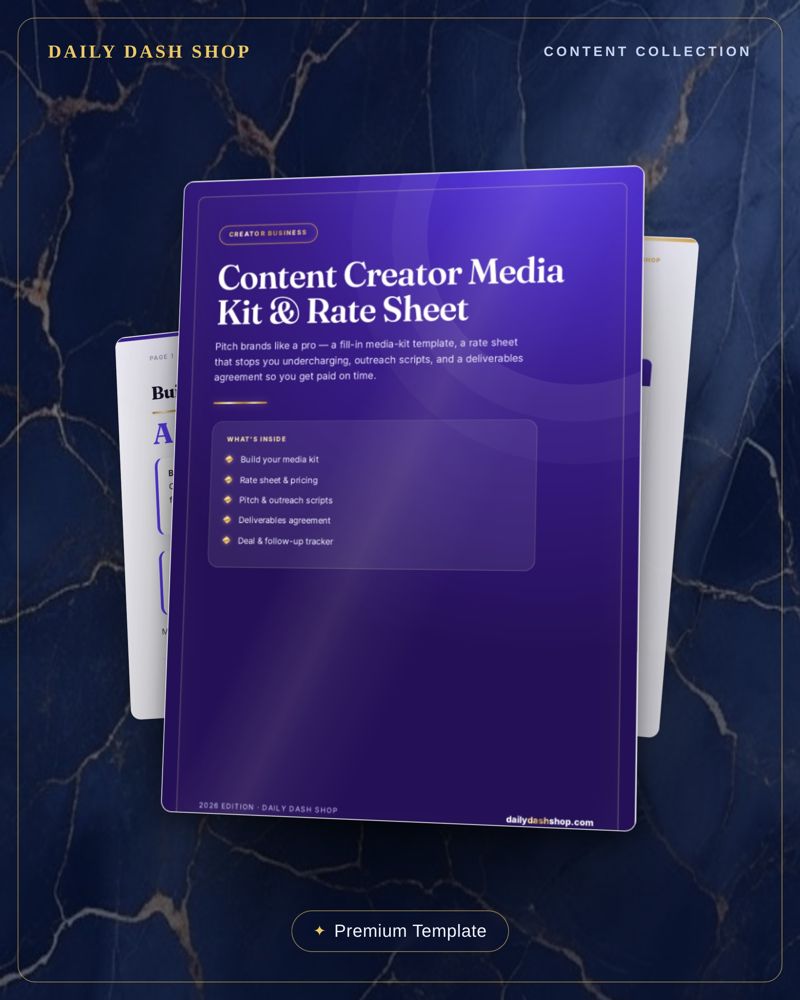 DAILY DASH SHOP
CONTENT COLLECTION
CREATOR BUSINESS
Content Creator Media
Kit & Rate Sheet
Pitch brands like a pro — a fill-in media-kit template, a rate sheet
that stops you undercharging, outreach scripts, and a deliverables
agreement so you get paid on time.
WHAT'S INSIDE
Build your media kit
Rate sheet & pricing
Pitch & outreach scripts
Deliverables agreement
Deal & follow-up tracker
2026 EDITION · DAILY DASH SHOP
dailydashshop.com
PAGE 1
Premium Template